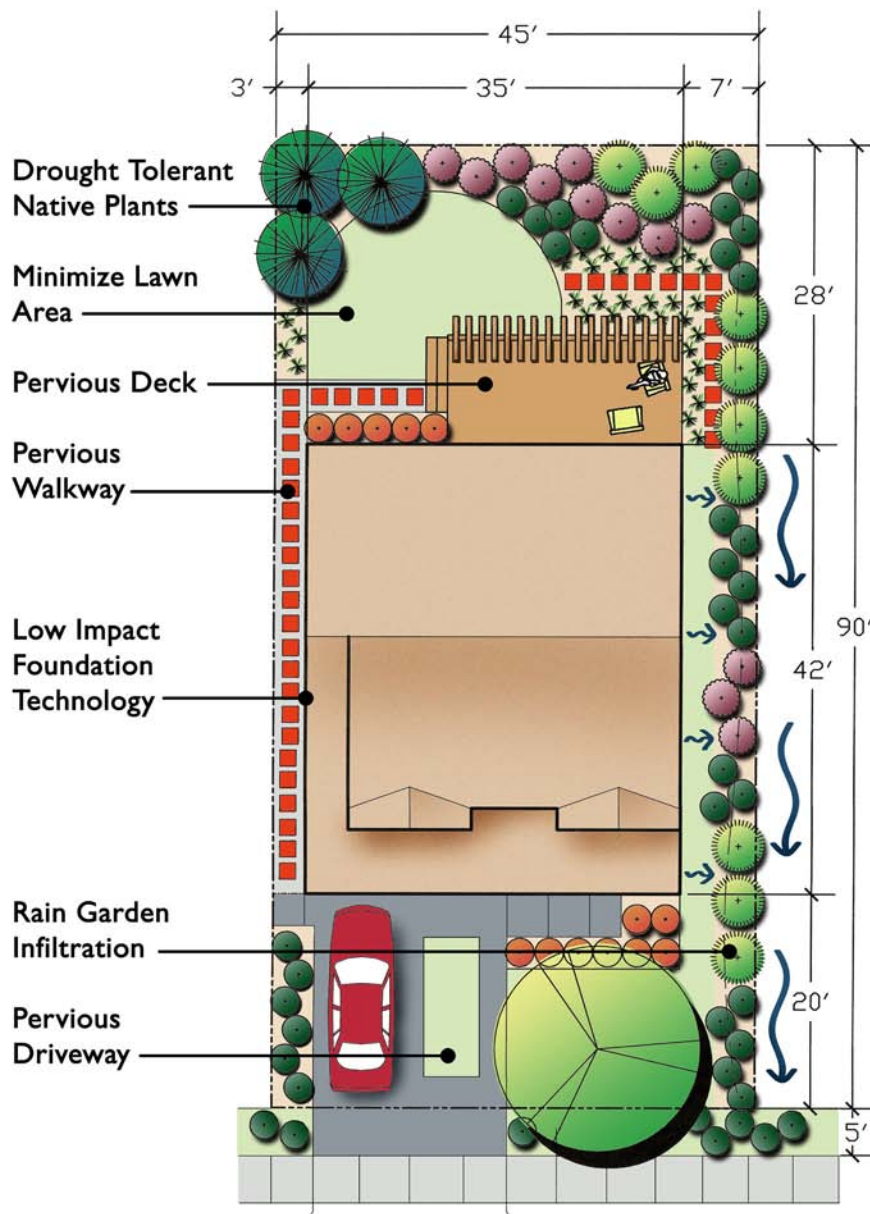 45′
3′
35′
7′
Drought Tolerant
Native Plants
Minimize Lawn
Area
28′
Pervious Deck
Pervious
Walkway
90′
Low Impact
Foundation
Technology
42′
Rain Garden
Infiltration
20′
Pervious
Driveway
5′